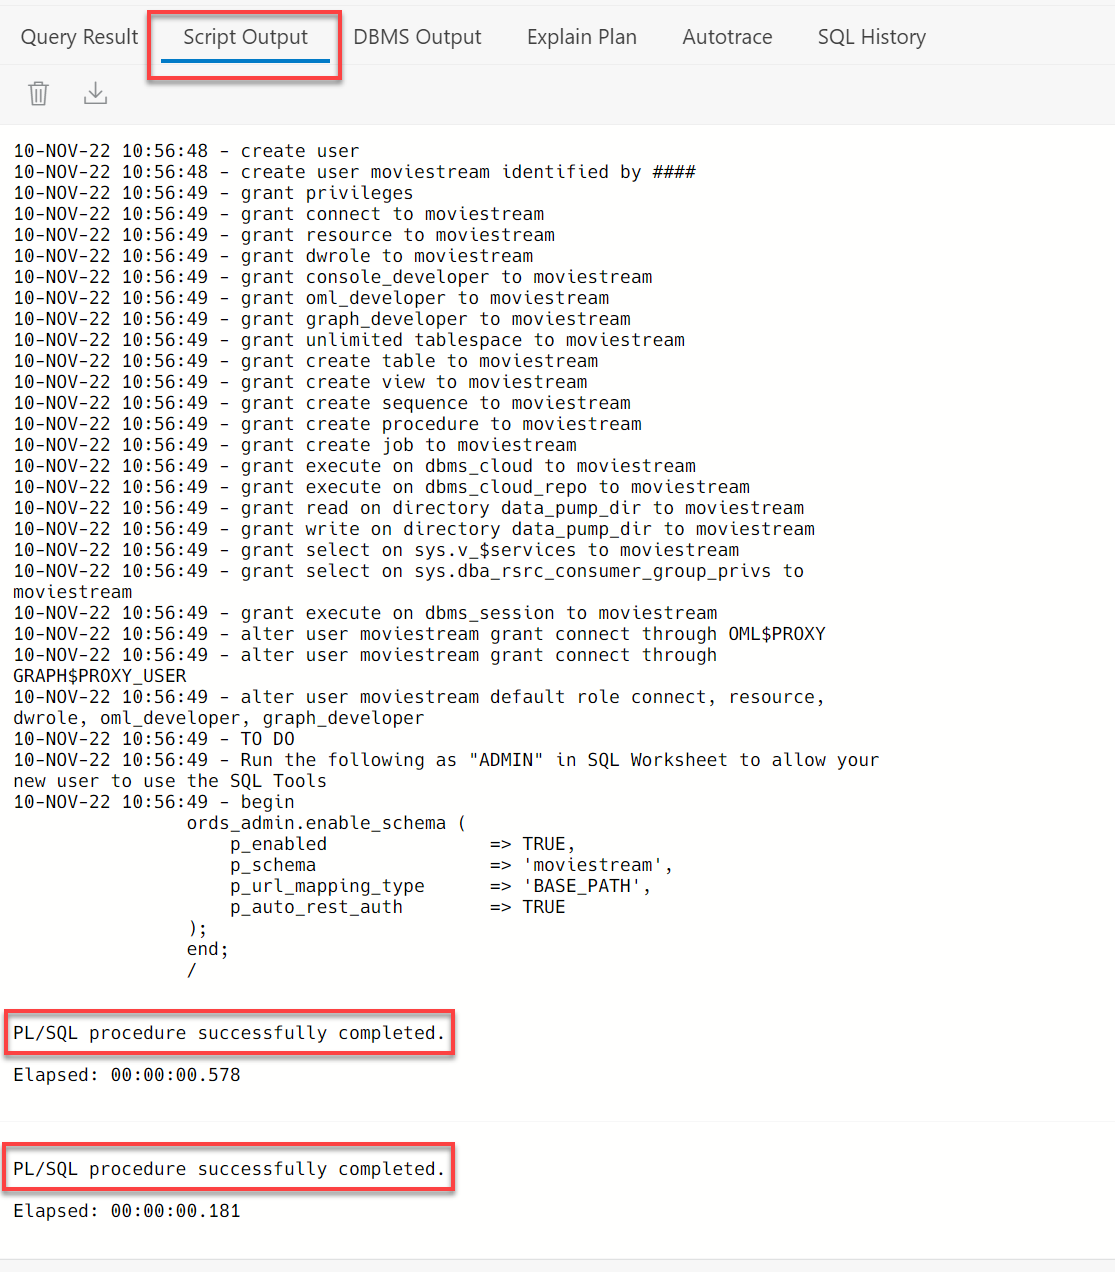 Query Result Script Output DBMS Output Explain Plan Autotrace SQL History
10-NOV-22 10:56:48 - create user
10-NOV-22 10:56:48 - create user moviestream identified by ####
10-NOV-22 10:56:49 - grant privileges
10-NOV-22 10:56:49 - grant connect to moviestream
10-NOV-22 10:56:49 - grant resource to moviestream
10-NOV-22 10:56:49 - grant dwrole to moviestream
10-NOV-22 10:56:49 - grant console_developer to moviestream
10-NOV-22 10:56:49 - grant oml_developer to moviestream
10-NOV-22 10:56:49 - grant graph_developer to moviestream
10-NOV-22 10:56:49 - grant unlimited tablespace to moviestream
10-NOV-22 10:56:49 - grant create table to moviestream
10-NOV-22 10:56:49 - grant create view to moviestream
10-NOV-22 10:56:49 - grant create sequence to moviestream
10-NOV-22 10:56:49 - grant create procedure to moviestream
10-NOV-22 10:56:49 - grant create job to moviestream
10-NOV-22 10:56:49 - grant execute on dbms_cloud to moviestream
10-NOV-22 10:56:49 - grant execute on dbms_cloud_repo to moviestream
10-NOV-22 10:56:49 - grant read on directory data_pump_dir to moviestream
10-NOV-22 10:56:49 - grant write on directory data_pump_dir to moviestream
10-NOV-22 10:56:49 - grant select on sys.v_$services to moviestream
10-NOV-22 10:56:49 - grant select on sys.dba_rsrc_consumer_group_privs to
moviestream
10-NOV-22 10:56:49 - grant execute on dbms_session to moviestream
10-NOV-22 10:56:49 - alter user moviestream grant connect through OML$PROXY
10-NOV-22 10:56:49 - alter user moviestream grant connect through
GRAPH$PROXY_USER
10-NOV-22 10:56:49 - alter user moviestream default role connect, resource,
dwrole, oml_developer, graph_developer
10-NOV-22 10:56:49 - TO DO
10-NOV-22 10:56:49 - Run the following as "ADMIN" in SQL Worksheet to allow your
new user to use the SQL Tools
10-NOV-22 10:56:49 - begin
ords_admin.enable_schema (
p_enabled => TRUE,
p_schema => 'moviestream',
p_url_mapping_type => 'BASE_PATH',
p_auto_rest_auth => TRUE
);
end;
/
PL/SQL procedure successfully completed.
Elapsed: 00:00:00.578
PL/SQL procedure successfully completed.
Elapsed: 00:00:00.181